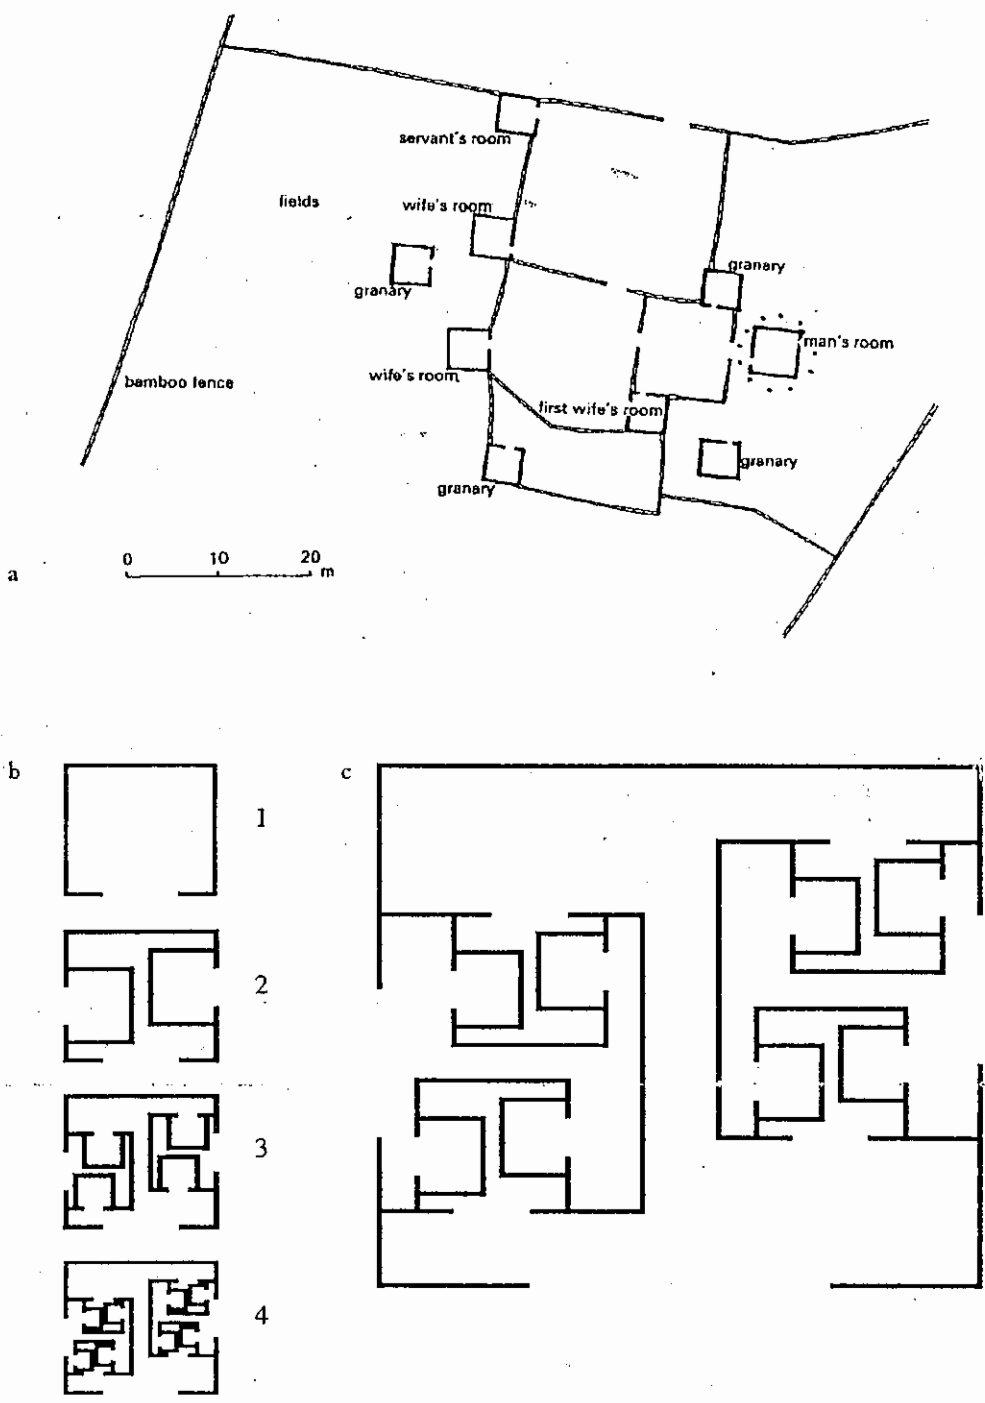 servant's room
fields
wife's room
granary
granary
man's room
wife's room
bamboo fence
first wife's room
granary
granary
0 10 20
m
a
b
c
1
2
3
4